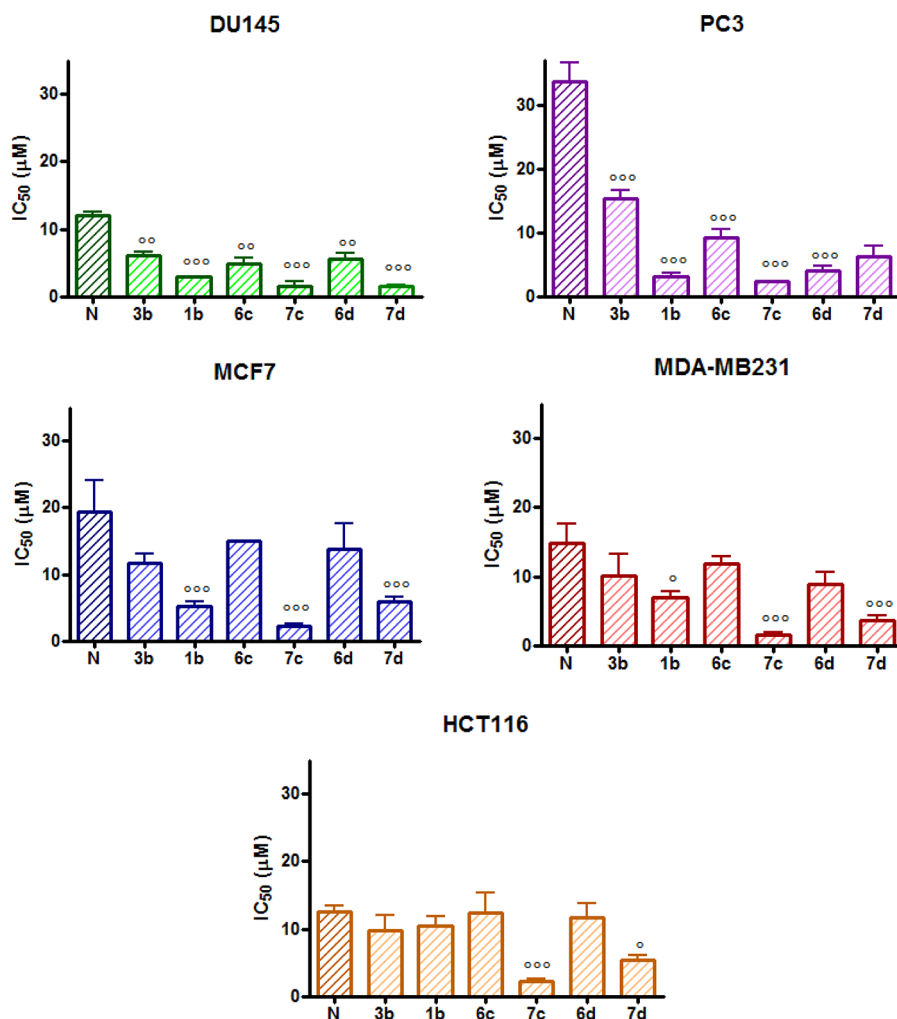 DU145
IC50 (μM)
30
20
10
0
°° °°° °° °°° °° °°°
N 3b 1b 6c 7c 6d 7d
PC3
IC50 (μM)
30
20
10
0
°°° °°° °°° °°° °°°
N 3b 1b 6c 7c 6d 7d
MCF7
IC50 (μM)
30
20
10
0
°°° °°° °°°
N 3b 1b 6c 7c 6d 7d
MDA-MB231
IC50 (μM)
30
20
10
0
° °°° °°°
N 3b 1b 6c 7c 6d 7d
HCT116
IC50 (μM)
30
20
10
0
°°° °
N 3b 1b 6c 7c 6d 7d